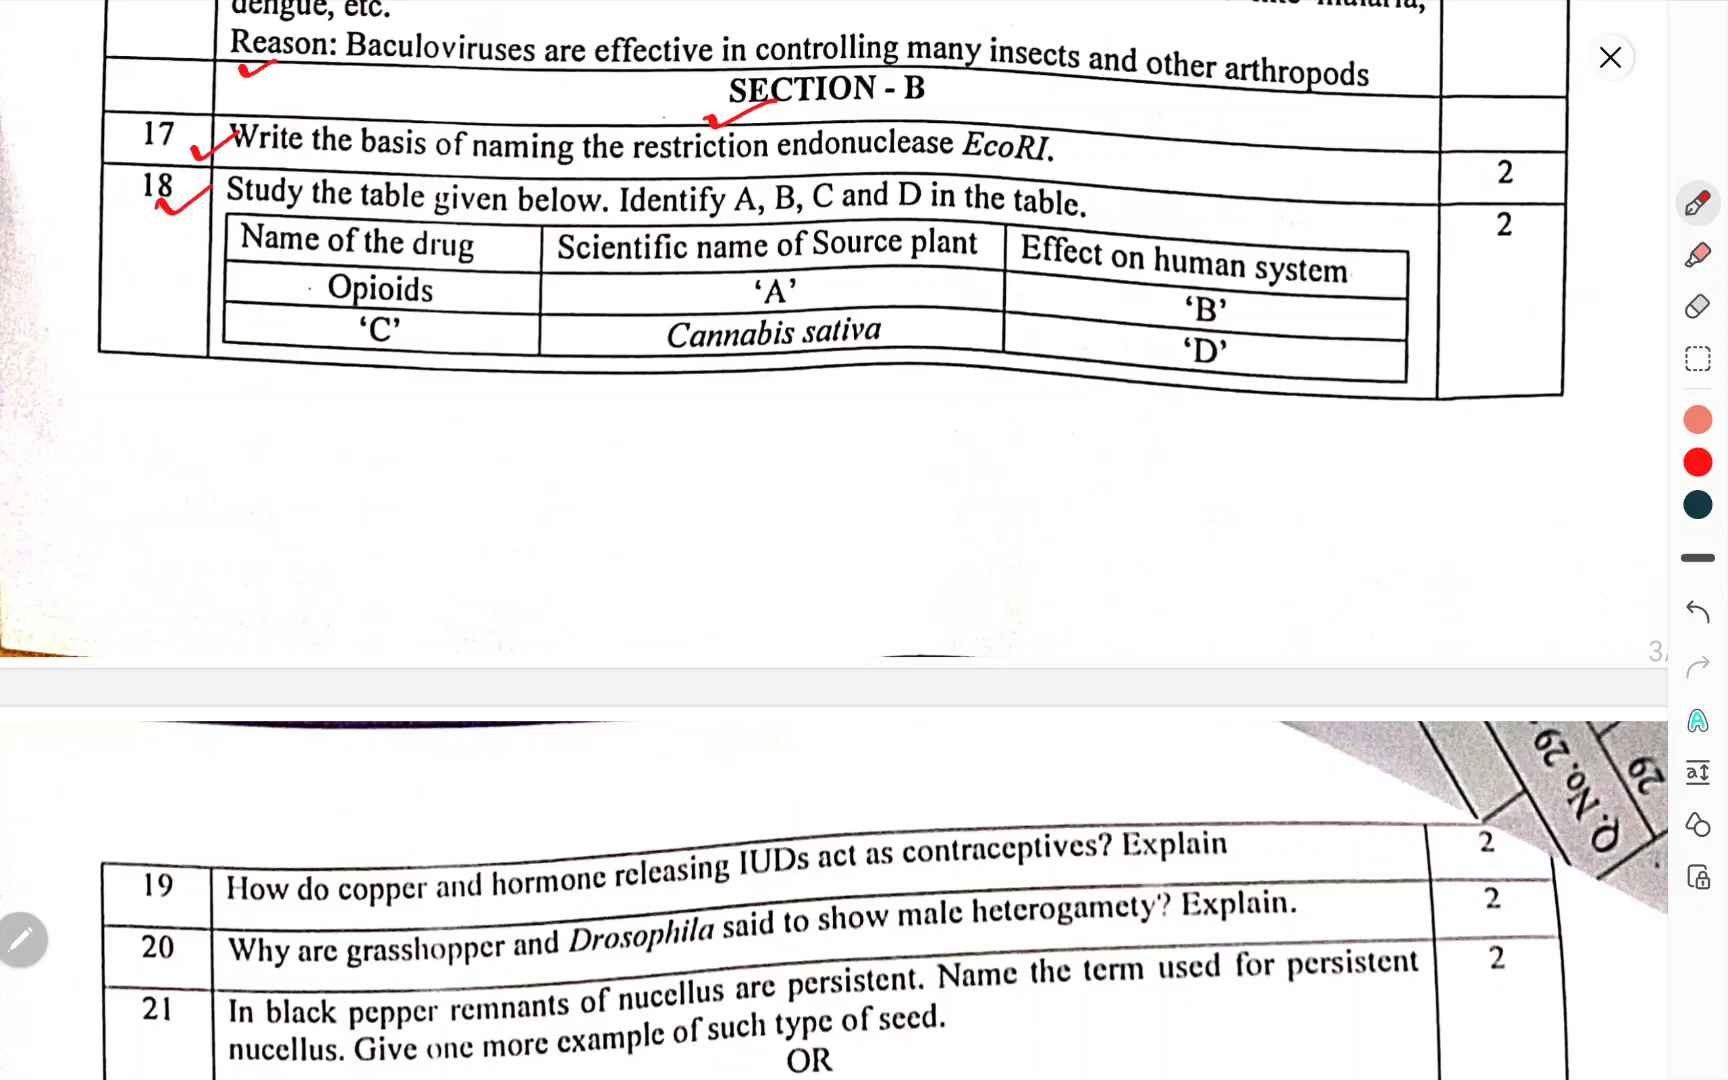 dengue, etc.
malaria,
Reason: Baculoviruses are effective in controlling many insects and other arthropods
SECTION - B
17 Write the basis of naming the restriction endonuclease EcoRI. 2
18 Study the table given below. Identify A, B, C and D in the table. 2
Name of the drug Scientific name of Source plant Effect on human system
Opioids ‘A’ ‘B’
‘C’ Cannabis sativa ‘D’
3/
Q. No. 29
29
19 How do copper and hormone releasing IUDs act as contraceptives? Explain 2
20 Why are grasshopper and Drosophila said to show male heterogamety? Explain. 2
21 In black pepper remnants of nucellus are persistent. Name the term used for persistent 2
nucellus. Give one more example of such type of seed.
OR